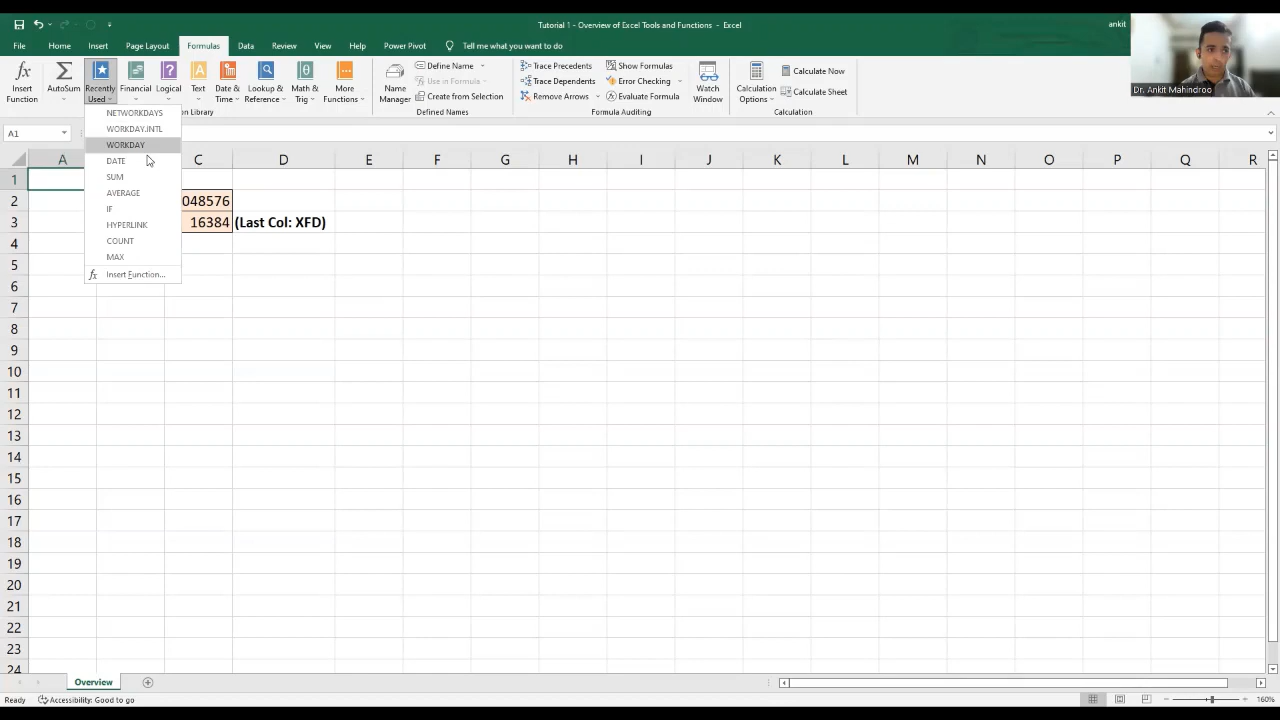 Tutorial 1 - Overview of Excel Tools and Functions - Excel
ankit
File Home Insert Page Layout Formulas Data Review View Help Power Pivot Tell me what you want to do
Insert Function
AutoSum
Recently Used
Financial
Logical
Text
Date & Time
Lookup & Reference
Math & Trig
More Functions
on Library
Name Manager
Define Name
Use in Formula
Create from Selection
Defined Names
Trace Precedents
Trace Dependents
Remove Arrows
Show Formulas
Error Checking
Evaluate Formula
Formula Auditing
Watch Window
Calculation Options
Calculate Now
Calculate Sheet
Calculation
Dr. Ankit Mahindroo
A1
NETWORKDAYS
WORKDAY.INTL
WORKDAY
DATE
SUM
AVERAGE
IF
HYPERLINK
COUNT
MAX
fx Insert Function...
A C D E F G H I J K L M N O P Q R
1
2 048576
3 16384 (Last Col: XFD)
4
5
6
7
8
9
10
11
12
13
14
15
16
17
18
19
20
21
22
23
24
Overview
Ready Accessibility: Good to go 160%